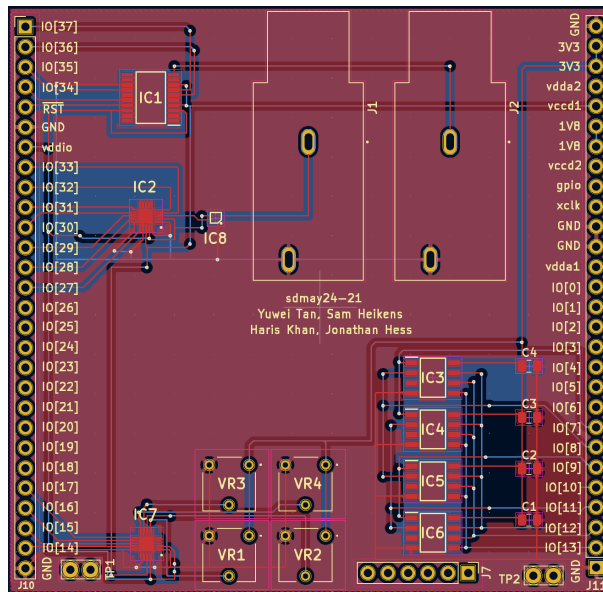 IO[37]
IO[36]
IO[35]
IO[34]
RST
GND
vddio
IO[33]
IO[32]
IO[31]
IO[30]
IO[29]
IO[28]
IO[27]
IO[26]
IO[25]
IO[24]
IO[23]
IO[22]
IO[21]
IO[20]
IO[19]
IO[18]
IO[17]
IO[16]
IO[15]
IO[14]
GND
J10
IC1
IC2
IC8
J1
J2
sdmay24-21
Yuwei Tan, Sam Heikens
Haris Khan, Jonathan Hess
IC3
IC4
IC5
IC6
C4
C3
C2
C1
IC7
TP1
VR3
VR4
VR1
VR2
J7
TP2
GND
3V3
3V3
vdda2
vccd1
1V8
1V8
vccd2
gpio
xclk
GND
GND
vdda1
IO[0]
IO[1]
IO[2]
IO[3]
IO[4]
IO[5]
IO[6]
IO[7]
IO[8]
IO[9]
IO[10]
IO[11]
IO[12]
IO[13]
GND